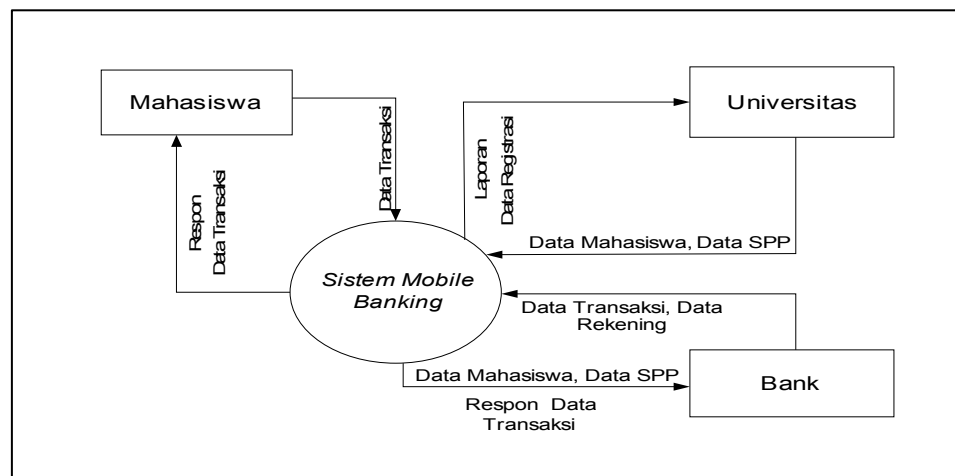 Mahasiswa
Universitas
Data Transaksi
Laporan
Data Registrasi
Respon
Data Transaksi
Data Mahasiswa, Data SPP
Sistem Mobile
Banking
Data Transaksi, Data
Rekening
Data Mahasiswa, Data SPP
Bank
Respon Data
Transaksi